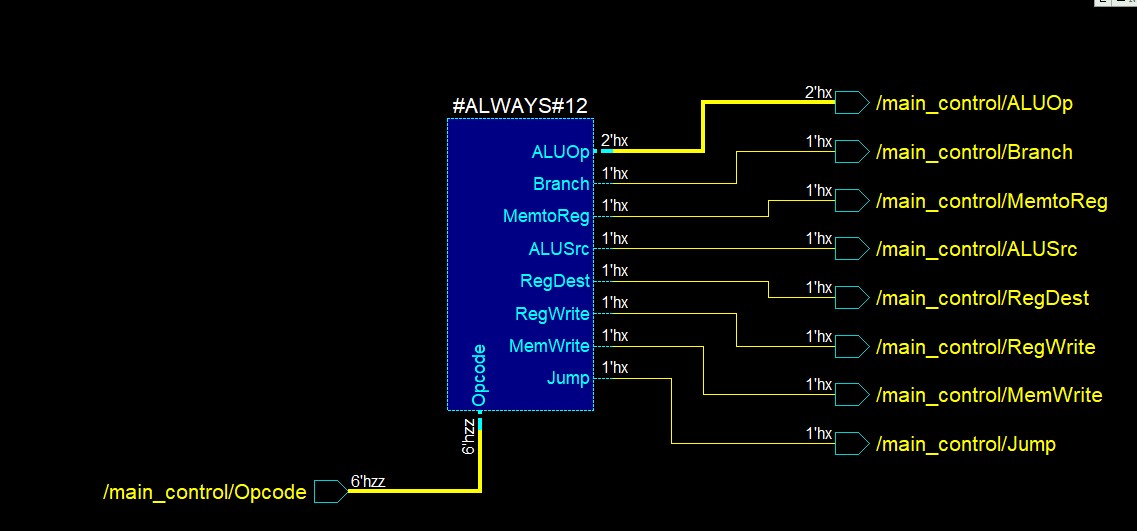 #ALWAYS#12
ALUOp 2'hx 2'hx /main_control/ALUOp
Branch 1'hx 1'hx /main_control/Branch
MemtoReg 1'hx 1'hx /main_control/MemtoReg
ALUSrc 1'hx 1'hx /main_control/ALUSrc
RegDest 1'hx 1'hx /main_control/RegDest
RegWrite 1'hx 1'hx /main_control/RegWrite
MemWrite 1'hx 1'hx /main_control/MemWrite
Jump 1'hx 1'hx /main_control/Jump
Opcode
6'hzz
/main_control/Opcode 6'hzz